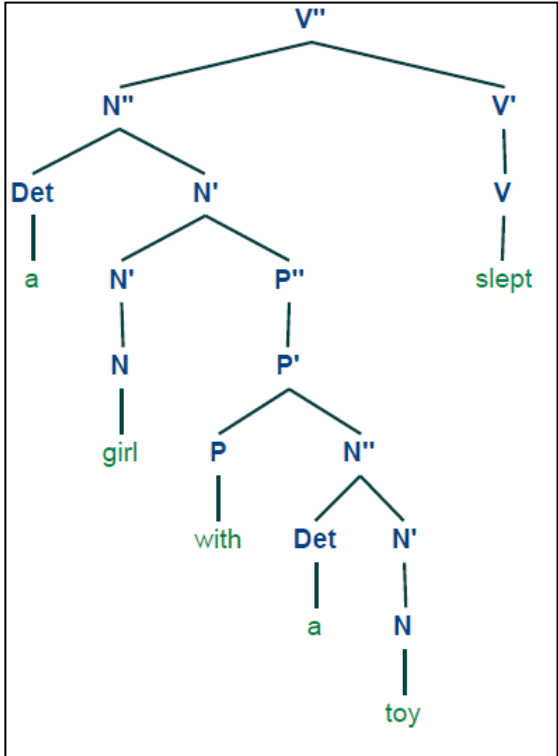 V"
N" V'
Det N' V
a N' P" slept
N P'
girl P N"
with Det N'
a N
toy